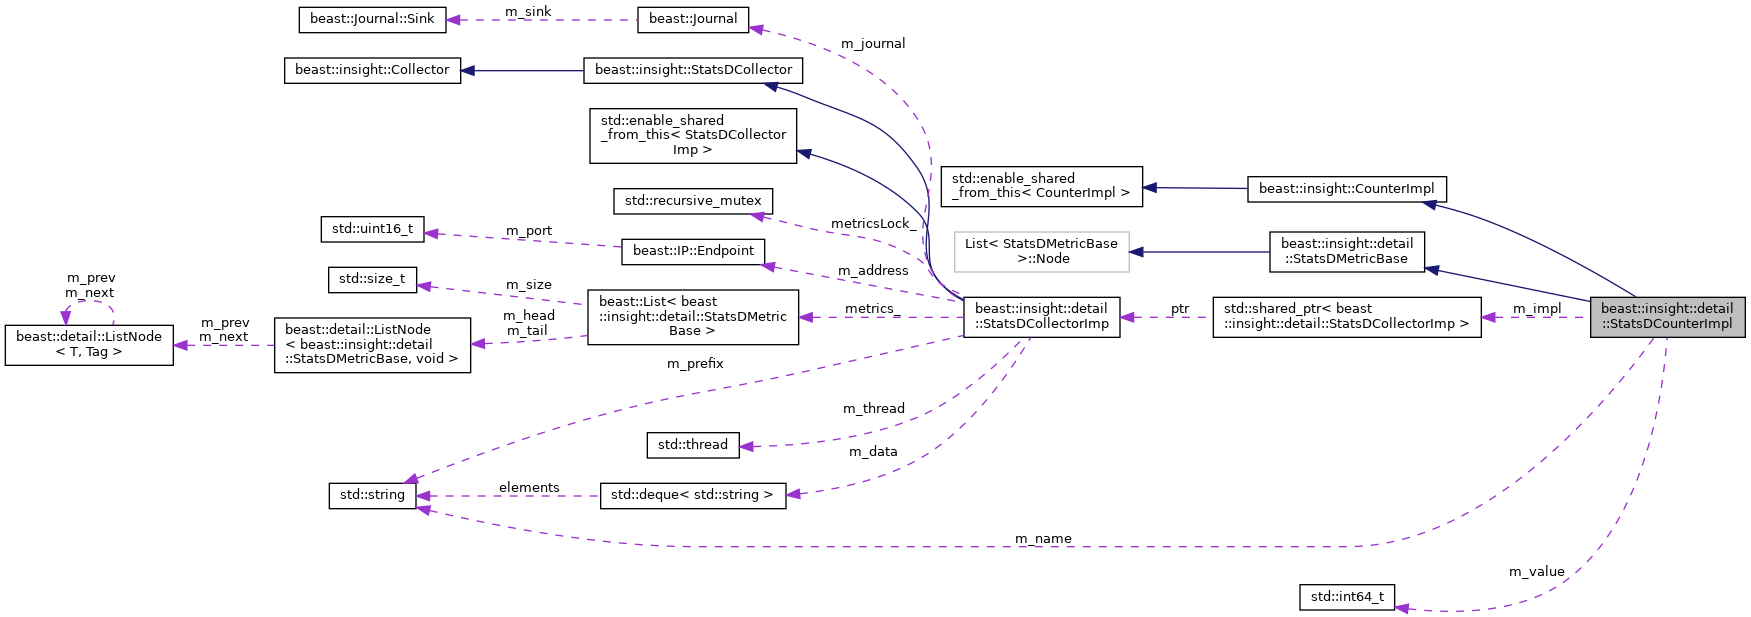 beast::Journal::Sink
m_sink
beast::Journal
m_journal
beast::insight::Collector
beast::insight::StatsDCollector
std::enable_shared
_from_this< StatsDCollector
Imp >
std::enable_shared
_from_this< CounterImpl >
beast::insight::CounterImpl
std::recursive_mutex
metricsLock_
std::uint16_t
m_port
beast::IP::Endpoint
m_address
List< StatsDMetricBase
>::Node
beast::insight::detail
::StatsDMetricBase
std::size_t
m_size
m_prev
m_next
beast::detail::ListNode
< T, Tag >
m_prev
m_next
beast::detail::ListNode
< beast::insight::detail
::StatsDMetricBase, void >
m_head
m_tail
beast::List< beast
::insight::detail::StatsDMetric
Base >
metrics_
beast::insight::detail
::StatsDCollectorImp
ptr
std::shared_ptr< beast
::insight::detail::StatsDCollectorImp >
m_impl
beast::insight::detail
::StatsDCounterImpl
m_prefix
m_thread
std::thread
m_data
std::string
elements
std::deque< std::string >
m_name
m_value
std::int64_t